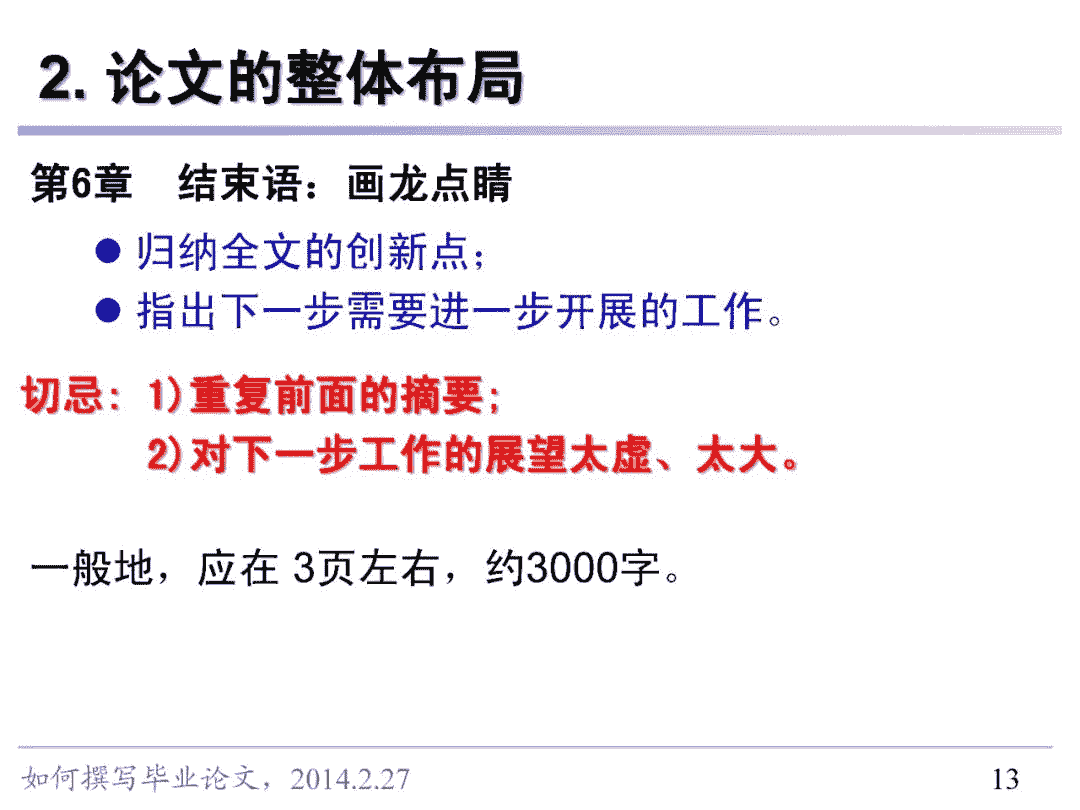 2. 论文的整体布局
第6章 结束语：画龙点睛
● 归纳全文的创新点；
● 指出下一步需要进一步开展的工作。
切忌：1)重复前面的摘要；
2)对下一步工作的展望太虚、太大。
一般地，应在 3页左右，约3000字。
如何撰写毕业论文，2014.2.27
13